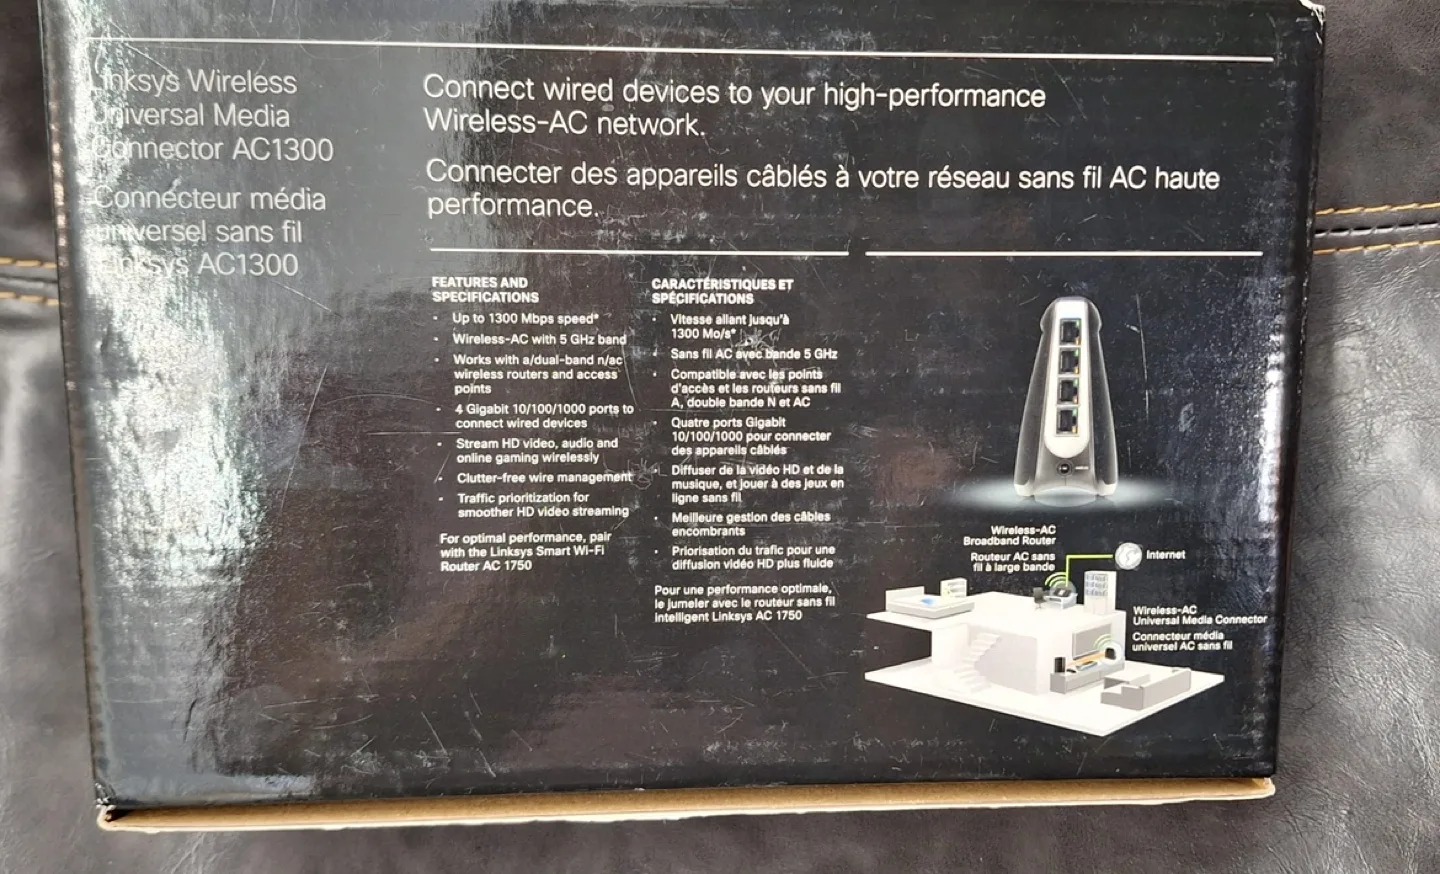 Linksys Wireless
Universal Media
Connector AC1300
Connecteur média
universel sans fil
Linksys AC1300
Connect wired devices to your high-performance
Wireless-AC network.
Connecter des appareils câblés à votre réseau sans fil AC haute
performance.
FEATURES AND
SPECIFICATIONS
• Up to 1300 Mbps speed*
• Wireless-AC with 5 GHz band
• Works with a/dual-band n/ac
wireless routers and access
points
• 4 Gigabit 10/100/1000 ports to
connect wired devices
• Stream HD video, audio and
online gaming wirelessly
• Clutter-free wire management
• Traffic prioritization for
smoother HD video streaming
For optimal performance, pair
with the Linksys Smart Wi-Fi
Router AC 1750
CARACTÉRISTIQUES ET
SPÉCIFICATIONS
• Vitesse allant jusqu'à
1300 Mo/s*
• Sans fil AC avec bande 5 GHz
• Compatible avec les points
d'accès et les routeurs sans fil
A, double bande N et AC
• Quatre ports Gigabit
10/100/1000 pour connecter
des appareils câblés
• Diffuser de la vidéo HD et de la
musique, et jouer à des jeux en
ligne sans fil
• Meilleure gestion des câbles
encombrants
• Priorisation du trafic pour une
diffusion vidéo HD plus fluide
Pour une performance optimale,
le jumeler avec le routeur sans fil
intelligent Linksys AC 1750
Wireless-AC
Broadband Router
Routeur AC sans
fil à large bande
Internet
Wireless-AC
Universal Media Connector
Connecteur média
universel AC sans fil